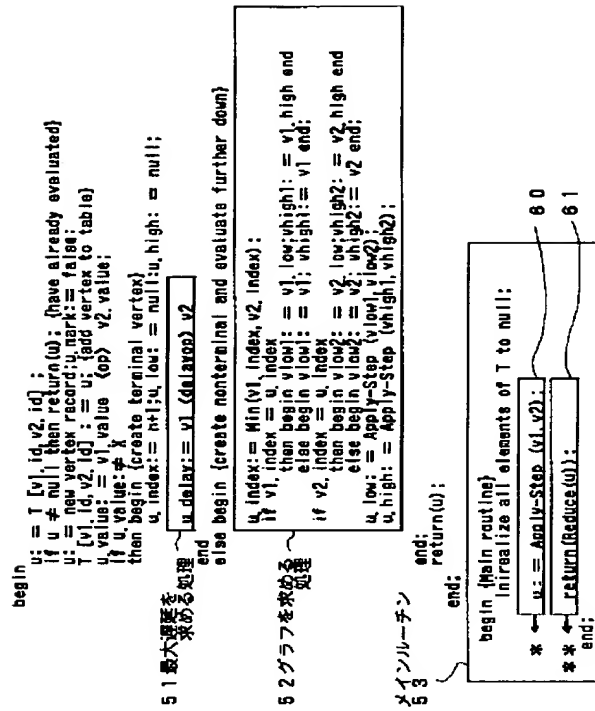 begin
u: = T [v1. id, v2. id] ;
if u ≠ null then return(u); {have already evaluated}
u: = new vertex record;u. mark:= false;
T [v1. id, v2. id] : = u; {add vertex to table}
u. value: = v1. value <op> v2. value;
if u. value:≠ X
then begin {create terminal vertex}
u. index:= n+1;u. low: = null:u. high: = null;
51 最大遅延を
求める処理
u delay:= v1 <delayop> v2
end
else begin {create nonterminal and evaluate further down}
52 グラフを求める
処理
u. index:= Min(v1. index, v2. index) ;
if v1. index = u. index
then begin vlow1: = v1. low;vhigh1: = v1. high end
else begin vlow1: = v1; vhigh1: = v1 end;
if v2. index = u. index
then begin vlow2: = v2. low;vhigh2: = v2. high end
else begin vlow2: = v2; vhigh2: = v2 end;
u. low: = Apply-Step (vlow1, vlow2) ;
u. high: = Apply-Step (vhigh1, vhigh2) ;
end;
return(u);
end;
メインルーチン
53
begin {Main routine}
Iniralize all elements of T to null;
* ← u: = Apply-Step (v1, v2) ; 60
** ← return(Reduce(u)); 61
end;